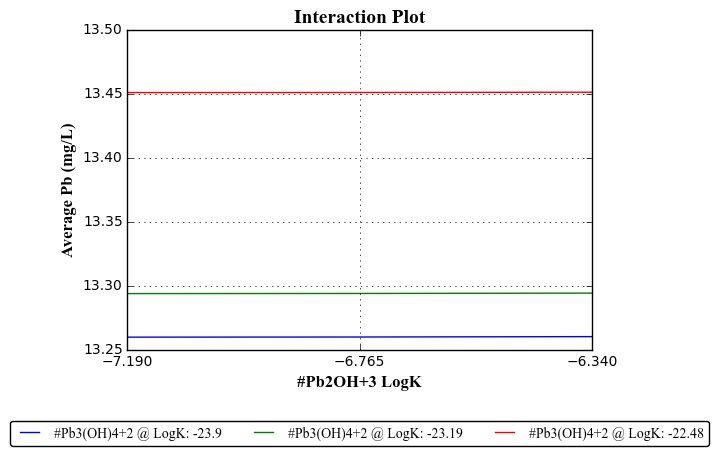 Interaction Plot
13.50
13.45
13.40
13.35
13.30
13.25
Average Pb (mg/L)
−7.190 −6.765 −6.340
#Pb2OH+3 LogK
#Pb3(OH)4+2 @ LogK: -23.9 #Pb3(OH)4+2 @ LogK: -23.19 #Pb3(OH)4+2 @ LogK: -22.48